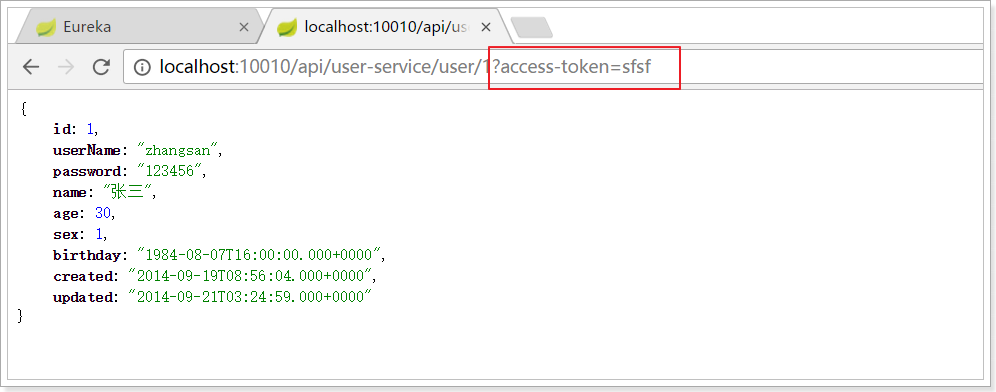 Eureka
localhost:10010/api/use
localhost:10010/api/user-service/user/1?access-token=sfsf
{
id: 1,
userName: "zhangsan",
password: "123456",
name: "张三",
age: 30,
sex: 1,
birthday: "1984-08-07T16:00:00.000+0000",
created: "2014-09-19T08:56:04.000+0000",
updated: "2014-09-21T03:24:59.000+0000"
}